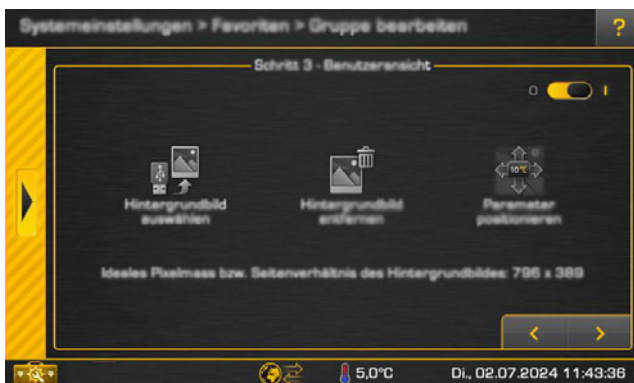 Systemeinstellungen > Favoriten > Gruppe bearbeiten
?
Schritt 3 - Benutzeransicht
O I
10°C
Hintergrundbild
auswählen
Hintergrundbild
entfernen
Parameter
positionieren
Ideales Pixelmass bzw. Seitenverhältnis des Hintergrundbildes: 796 x 389
< >
5,0°C
Di., 02.07.2024 11:43:36